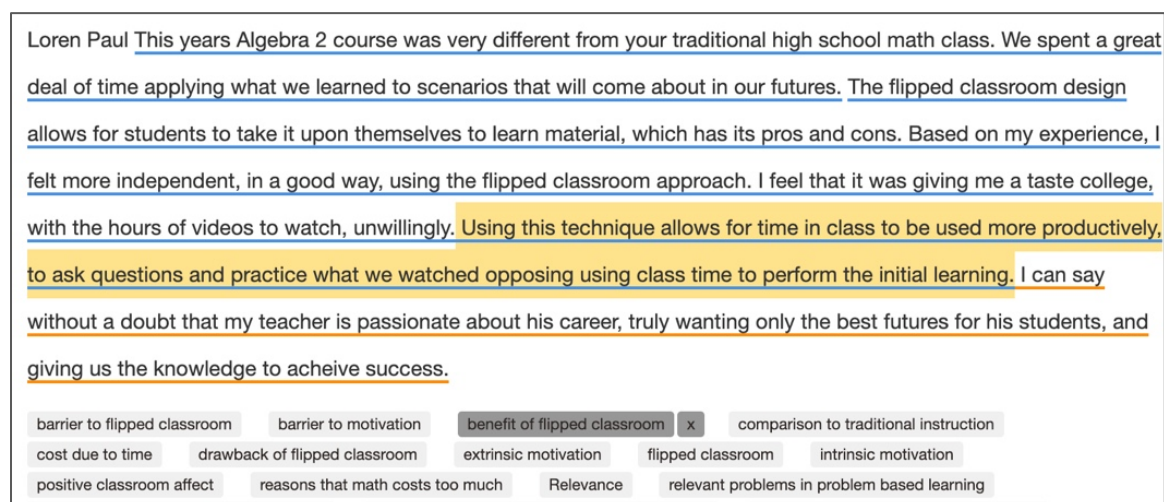 Loren Paul This years Algebra 2 course was very different from your traditional high school math class. We spent a great
deal of time applying what we learned to scenarios that will come about in our futures. The flipped classroom design
allows for students to take it upon themselves to learn material, which has its pros and cons. Based on my experience, I
felt more independent, in a good way, using the flipped classroom approach. I feel that it was giving me a taste college,
with the hours of videos to watch, unwillingly. Using this technique allows for time in class to be used more productively,
to ask questions and practice what we watched opposing using class time to perform the initial learning. I can say
without a doubt that my teacher is passionate about his career, truly wanting only the best futures for his students, and
giving us the knowledge to acheive success.
barrier to flipped classroom barrier to motivation benefit of flipped classroom x comparison to traditional instruction
cost due to time drawback of flipped classroom extrinsic motivation flipped classroom intrinsic motivation
positive classroom affect reasons that math costs too much Relevance relevant problems in problem based learning